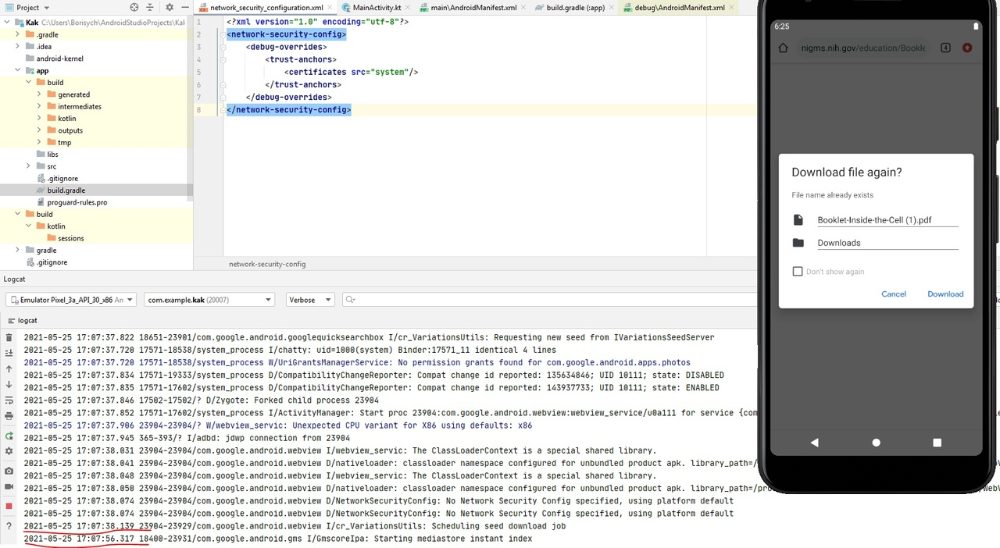 Project
network_security_configuration.xml
MainActivity.kt
main\AndroidManifest.xml
build.gradle (:app)
debug\AndroidManifest.xml
Kak C:\Users\Borisych\AndroidStudioProjects\Kak
.gradle
.idea
android-kernel
app
build
generated
intermediates
kotlin
outputs
tmp
libs
src
.gitignore
build.gradle
proguard-rules.pro
build
kotlin
sessions
gradle
.gitignore
1 <?xml version="1.0" encoding="utf-8"?>
2 <network-security-config>
3 <debug-overrides>
4 <trust-anchors>
5 <certificates src="system"/>
6 </trust-anchors>
7 </debug-overrides>
8 </network-security-config>
network-security-config
6:25
nigms.nih.gov/education/Bookle
4
Download file again?
File name already exists
Booklet-Inside-the-Cell (1).pdf
Downloads
Don't show again
Cancel Download
Logcat
Emulator Pixel_3a_API_30_x86 An
com.example.kak (20007)
Verbose
logcat
2021-05-25 17:07:37.822 18651-23901/com.google.android.googlequicksearchbox I/cr_VariationsUtils: Requesting new seed from IVariationsSeedServer
2021-05-25 17:07:37.720 17571-18538/system_process I/chatty: uid=1000(system) Binder:17571_11 identical 4 lines
2021-05-25 17:07:37.720 17571-18538/system_process W/UriGrantsManagerService: No permission grants found for com.google.android.apps.photos
2021-05-25 17:07:37.834 17571-19333/system_process D/CompatibilityChangeReporter: Compat change id reported: 135634846; UID 10111; state: DISABLED
2021-05-25 17:07:37.835 17571-17602/system_process D/CompatibilityChangeReporter: Compat change id reported: 143937733; UID 10111; state: ENABLED
2021-05-25 17:07:37.846 17502-17502/? D/Zygote: Forked child process 23904
2021-05-25 17:07:37.852 17571-17602/system_process I/ActivityManager: Start proc 23904:com.google.android.webview:webview_service/u0a111 for service {com
2021-05-25 17:07:37.906 23904-23904/? W/webview_servic: Unexpected CPU variant for X86 using defaults: x86
2021-05-25 17:07:37.945 365-393/? I/adbd: jdwp connection from 23904
2021-05-25 17:07:38.031 23904-23904/com.google.android.webview I/webview_servic: The ClassLoaderContext is a special shared library.
2021-05-25 17:07:38.041 23904-23904/com.google.android.webview D/nativeloader: classloader namespace configured for unbundled product apk. library_path=/
2021-05-25 17:07:38.048 23904-23904/com.google.android.webview I/webview_servic: The ClassLoaderContext is a special shared library.
2021-05-25 17:07:38.050 23904-23904/com.google.android.webview D/nativeloader: classloader namespace configured for unbundled product apk. library_path=/pro
2021-05-25 17:07:38.074 23904-23904/com.google.android.webview D/NetworkSecurityConfig: No Network Security Config specified, using platform default
2021-05-25 17:07:38.074 23904-23904/com.google.android.webview D/NetworkSecurityConfig: No Network Security Config specified, using platform default
2021-05-25 17:07:38.139 23904-23929/com.google.android.webview I/cr_VariationsUtils: Scheduling seed download job
2021-05-25 17:07:56.317 18400-23931/com.google.android.gms I/GmscoreIpa: Starting mediastore instant index